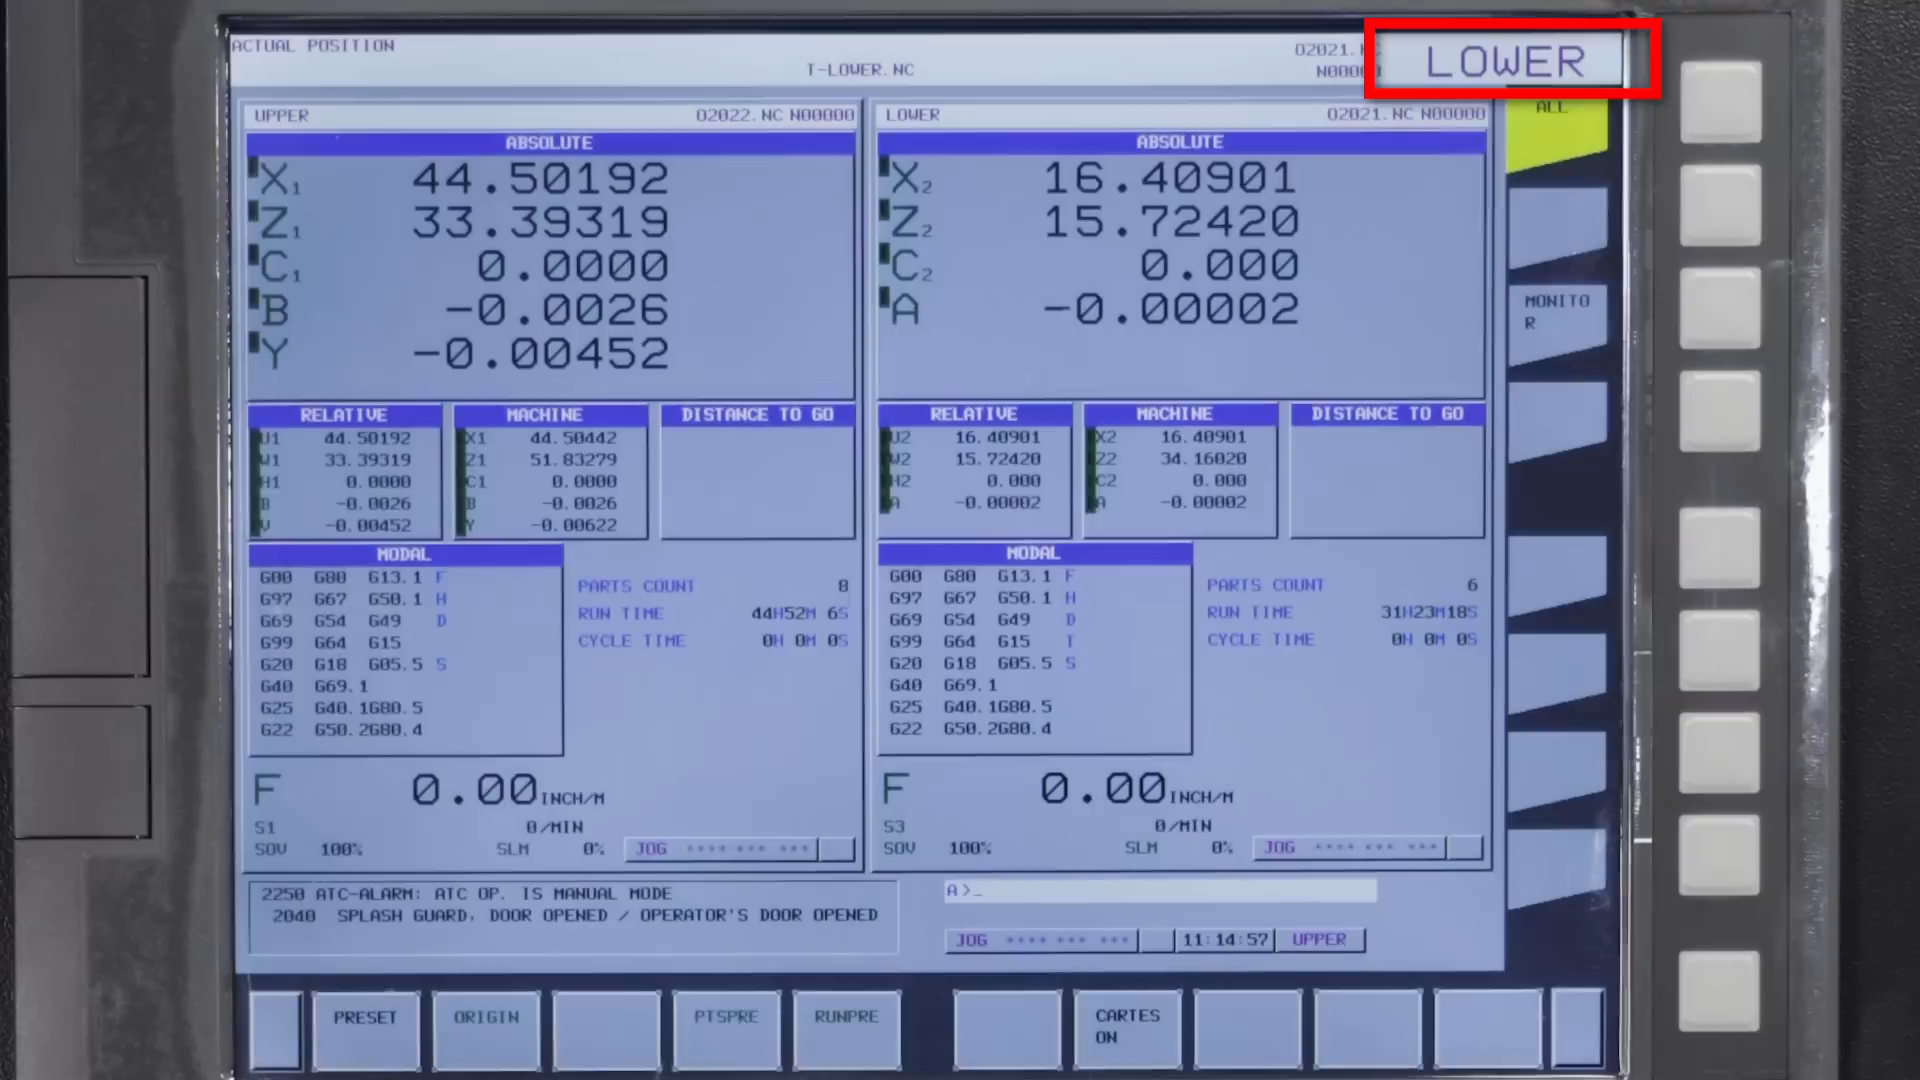 ACTUAL POSITION
T-LOWER.NC
O2021.NC
N00000
LOWER
UPPER O2022.NC N00000
ABSOLUTE
X1 44.50192
Z1 33.39319
C1 0.0000
B -0.0026
Y -0.00452
RELATIVE
U1 44.50192
W1 33.39319
H1 0.0000
B -0.0026
V -0.00452
MACHINE
X1 44.50442
Z1 51.83279
C1 0.0000
B -0.0026
Y -0.00622
DISTANCE TO GO
MODAL
G00 G80 G13.1 F
G97 G67 G50.1 H
G69 G54 G49 D
G99 G64 G15
G20 G18 G05.5 S
G40 G69.1
G25 G40.1G80.5
G22 G50.2G80.4
PARTS COUNT 8
RUN TIME 44H52M 6S
CYCLE TIME 0H 0M 0S
F 0.00 INCH/M
S1 0/MIN
SOV 100% SLM 0% JOG **** *** ***
LOWER O2021.NC N00000
ABSOLUTE
X2 16.40901
Z2 15.72420
C2 0.000
A -0.00002
RELATIVE
U2 16.40901
W2 15.72420
H2 0.000
A -0.00002
MACHINE
X2 16.40901
Z2 34.16020
C2 0.000
A -0.00002
DISTANCE TO GO
MODAL
G00 G80 G13.1 F
G97 G67 G50.1 H
G69 G54 G49 D
G99 G64 G15 T
G20 G18 G05.5 S
G40 G69.1
G25 G40.1G80.5
G22 G50.2G80.4
PARTS COUNT 6
RUN TIME 31H23M18S
CYCLE TIME 0H 0M 0S
F 0.00 INCH/M
S3 0/MIN
SOV 100% SLM 0% JOG **** *** ***
ALL
MONITO
R
2250 ATC-ALARM: ATC OP. IS MANUAL MODE
2040 SPLASH GUARD, DOOR OPENED / OPERATOR'S DOOR OPENED
A>_
JOG **** *** *** 11:14:57 UPPER
PRESET ORIGIN PTSPRE RUNPRE CARTES
ON